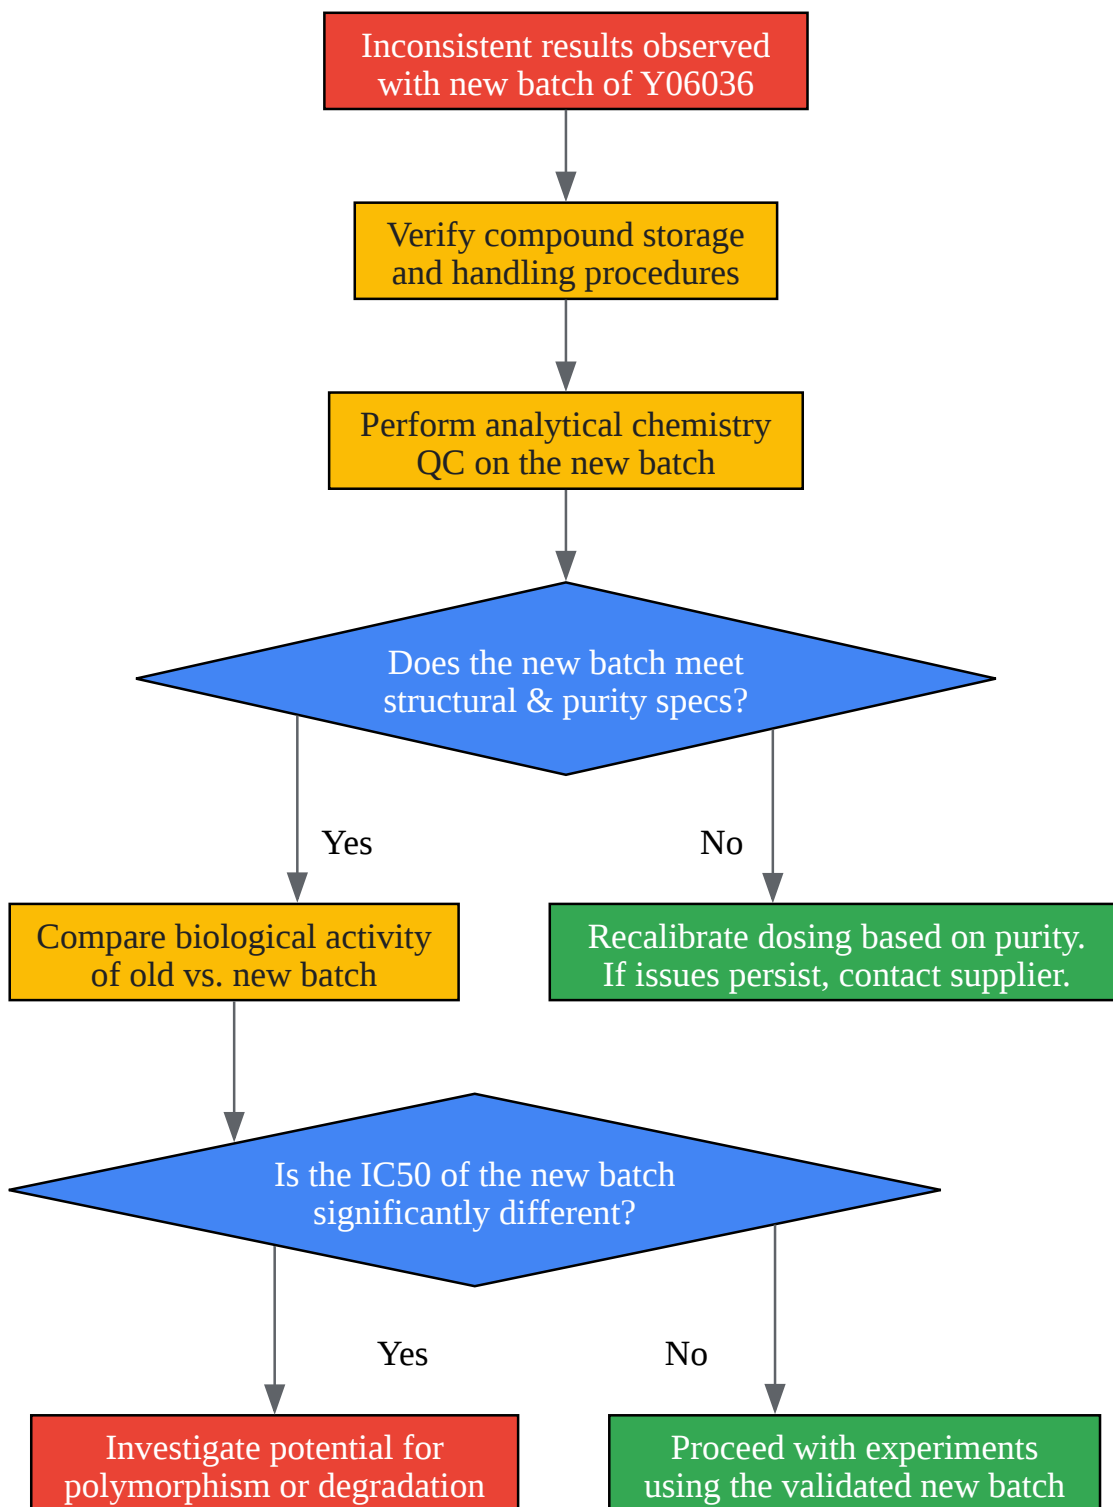 Inconsistent results observed
with new batch of Y06036
Verify compound storage
and handling procedures
Perform analytical chemistry
QC on the new batch
Does the new batch meet
structural & purity specs?
Yes
No
Compare biological activity
of old vs. new batch
Recalibrate dosing based on purity.
If issues persist, contact supplier.
Is the IC50 of the new batch
significantly different?
Yes
No
Investigate potential for
polymorphism or degradation
Proceed with experiments
using the validated new batch